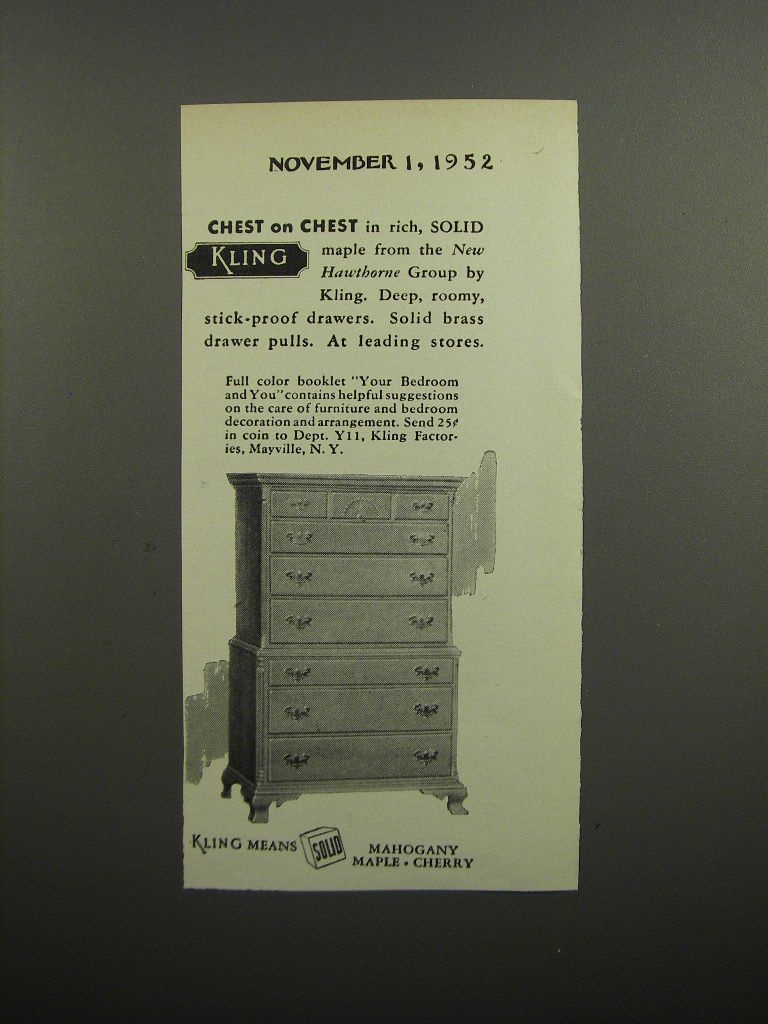 NOVEMBER 1, 1952
CHEST on CHEST in rich, SOLID
KLING
maple from the New
Hawthorne Group by
Kling. Deep, roomy,
stick-proof drawers. Solid brass
drawer pulls. At leading stores.
Full color booklet "Your Bedroom
and You" contains helpful suggestions
on the care of furniture and bedroom
decoration and arrangement. Send 25¢
in coin to Dept. Y11, Kling Factor-
ies, Mayville, N. Y.
KLING MEANS SOLID MAHOGANY
MAPLE • CHERRY